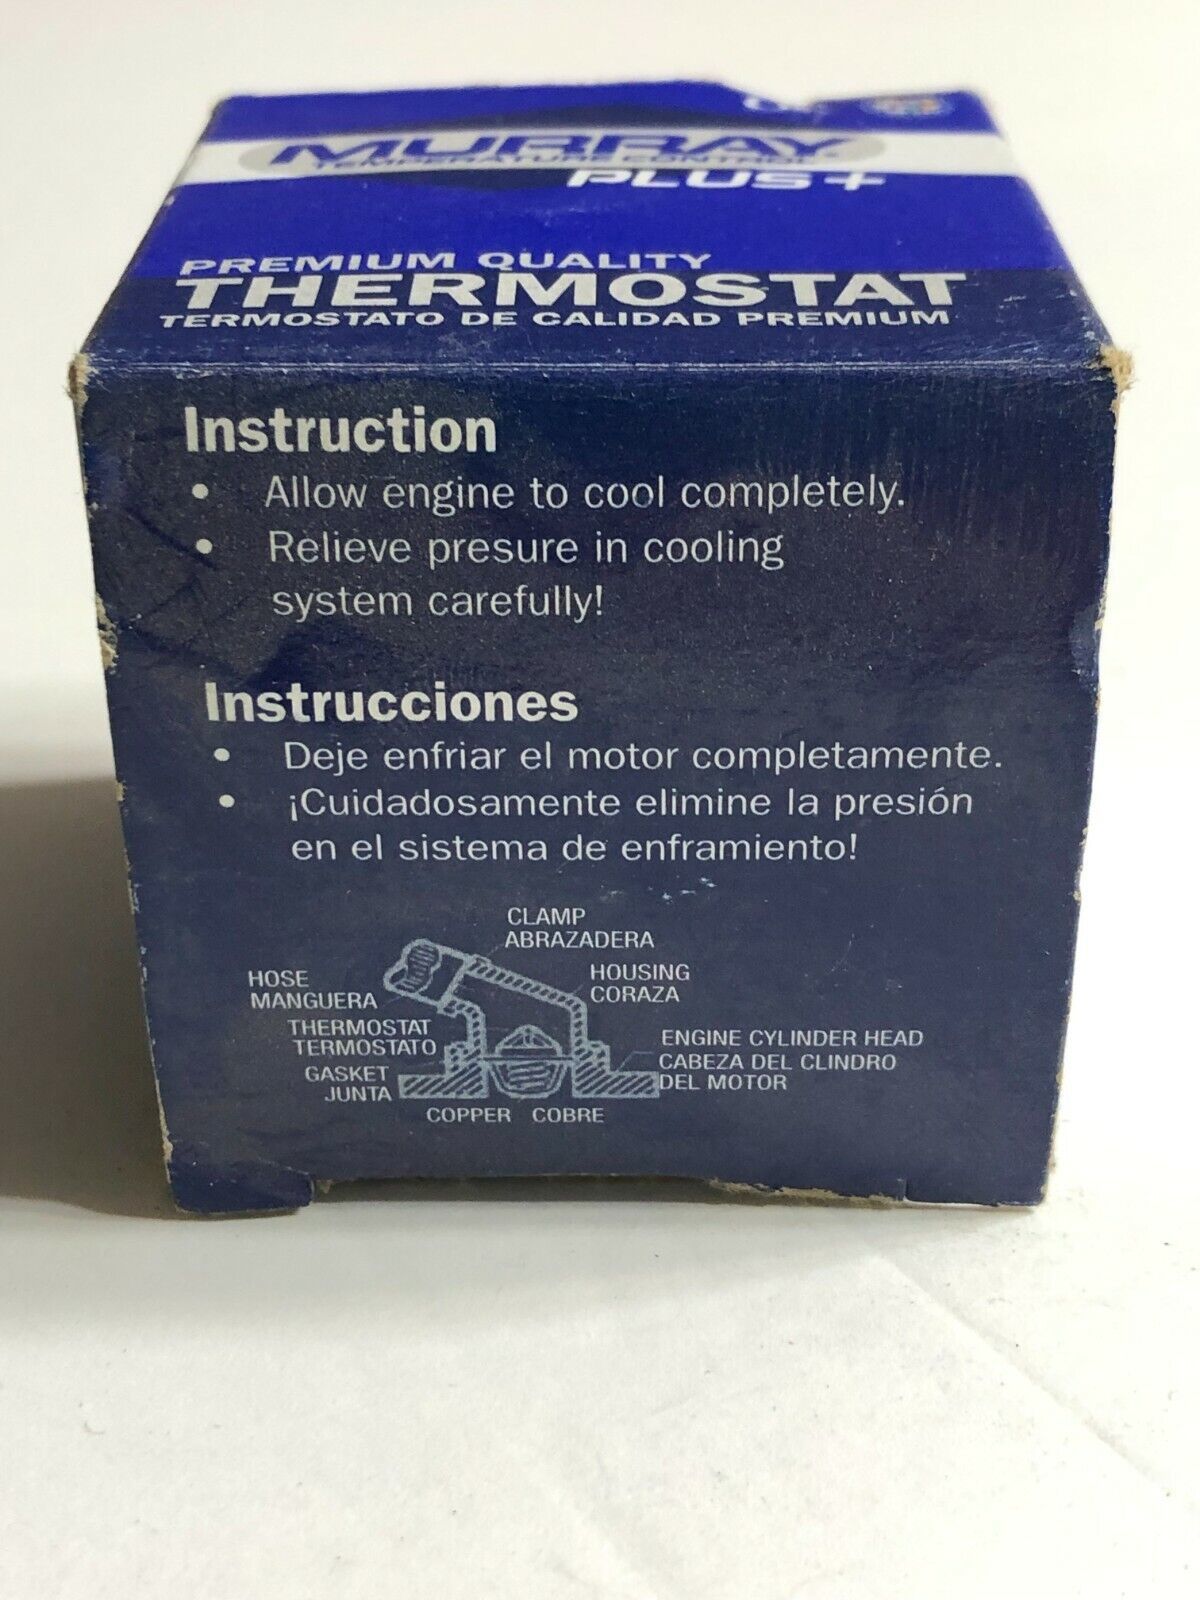 MURRAY
TEMPERATURE CONTROL
PLUS+
PREMIUM QUALITY
THERMOSTAT
TERMOSTATO DE CALIDAD PREMIUM
Instruction
• Allow engine to cool completely.
• Relieve presure in cooling
system carefully!
Instrucciones
• Deje enfriar el motor completamente.
• ¡Cuidadosamente elimine la presión
en el sistema de enframiento!
CLAMP
ABRAZADERA
HOSE
MANGUERA
HOUSING
CORAZA
THERMOSTAT
TERMOSTATO
ENGINE CYLINDER HEAD
CABEZA DEL CLINDRO
DEL MOTOR
GASKET
JUNTA
COPPER COBRE